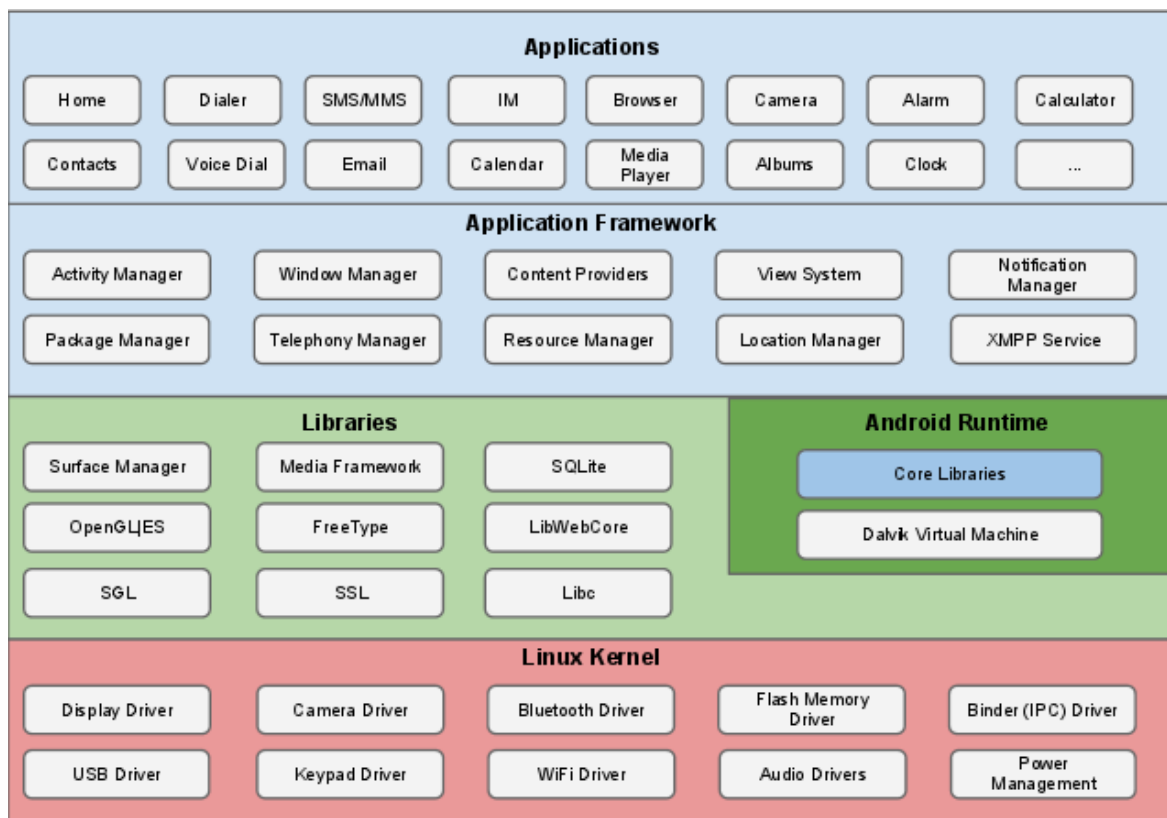 Applications
Home
Dialer
SMS/MMS
IM
Browser
Camera
Alarm
Calculator
Contacts
Voice Dial
Email
Calendar
Media
Player
Albums
Clock
...
Application Framework
Activity Manager
Window Manager
Content Providers
View System
Notification
Manager
Package Manager
Telephony Manager
Resource Manager
Location Manager
XMPP Service
Libraries
Surface Manager
Media Framework
SQLite
OpenGL|ES
FreeType
LibWebCore
SGL
SSL
Libc
Android Runtime
Core Libraries
Dalvik Virtual Machine
Linux Kernel
Display Driver
Camera Driver
Bluetooth Driver
Flash Memory
Driver
Binder (IPC) Driver
USB Driver
Keypad Driver
WiFi Driver
Audio Drivers
Power
Management